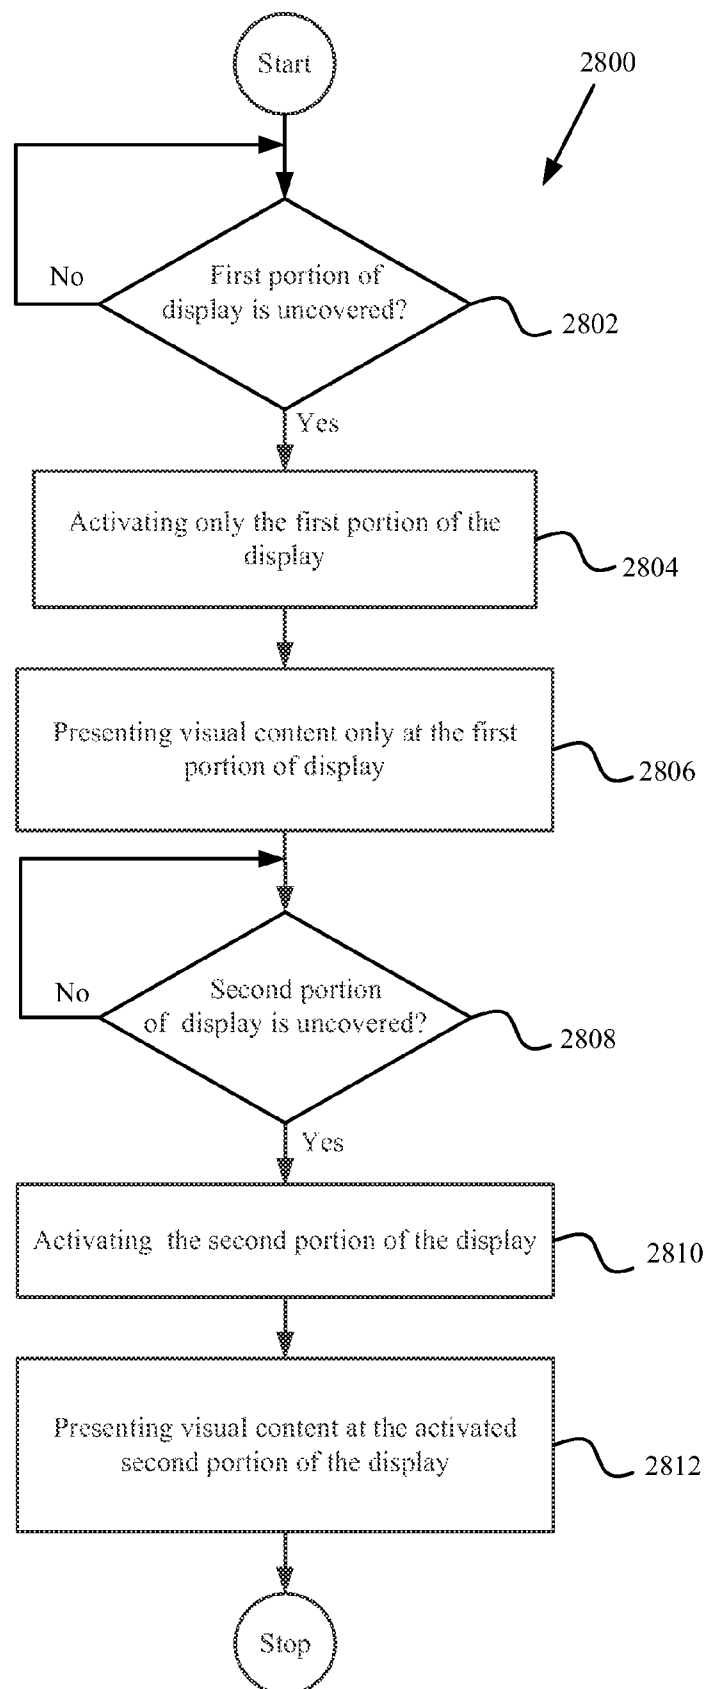 Start
2800
No
First portion of
display is uncovered?
2802
Yes
Activating only the first portion of the
display
2804
Presenting visual content only at the first
portion of display
2806
No
Second portion
of display is uncovered?
2808
Yes
Activating the second portion of the display
2810
Presenting visual content at the activated
second portion of the display
2812
Stop